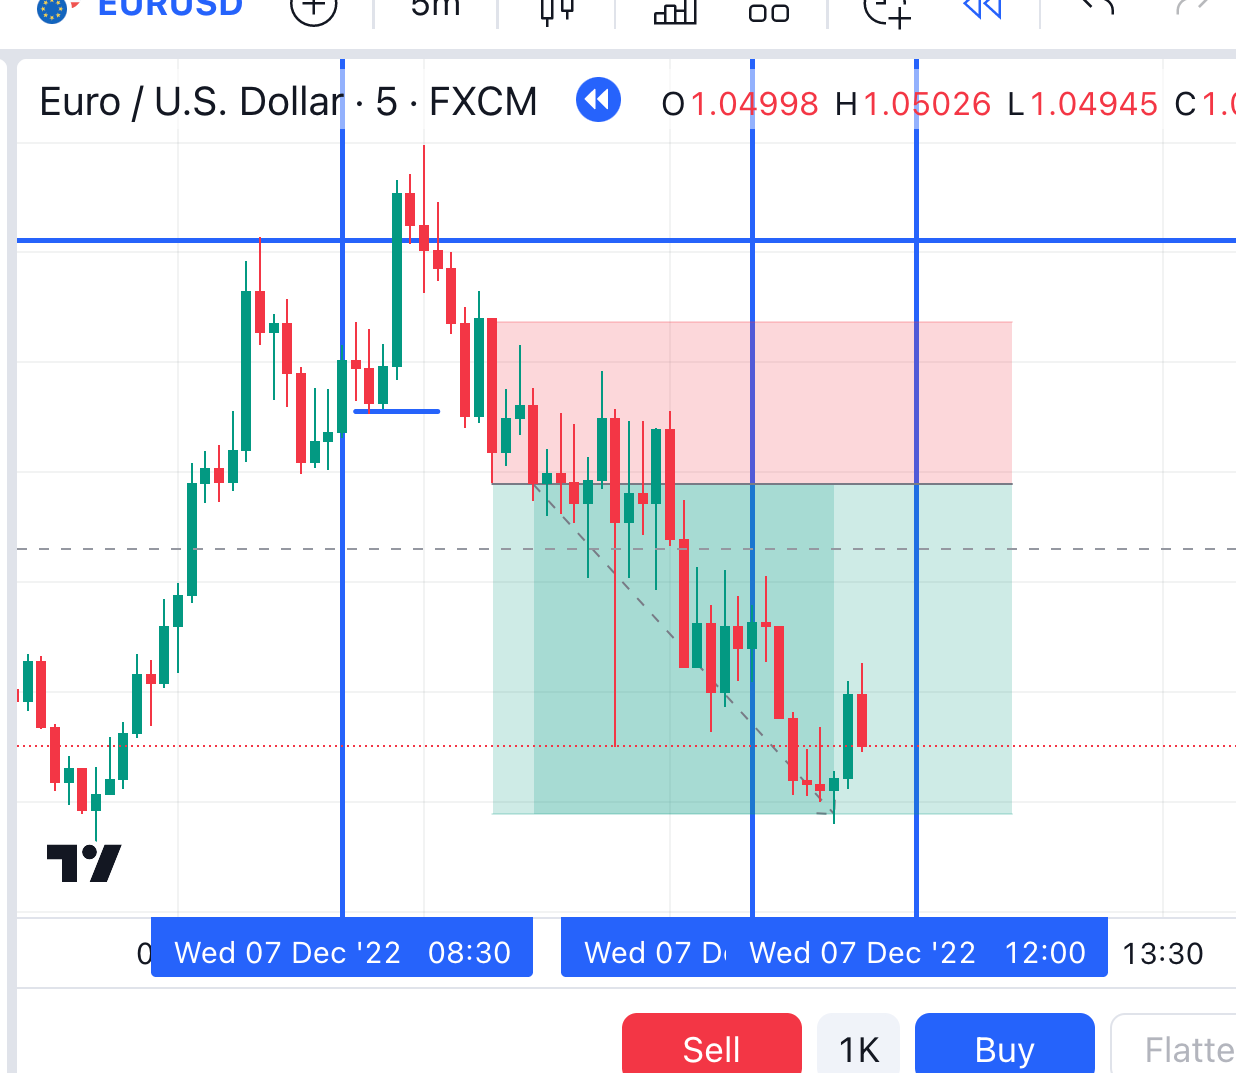 EURUSD 5m
Euro / U.S. Dollar · 5 · FXCM O1.04998 H1.05026 L1.04945 C1.0
0 Wed 07 Dec '22 08:30 Wed 07 Wed 07 Dec '22 12:00 13:30
Sell 1K Buy Flatte